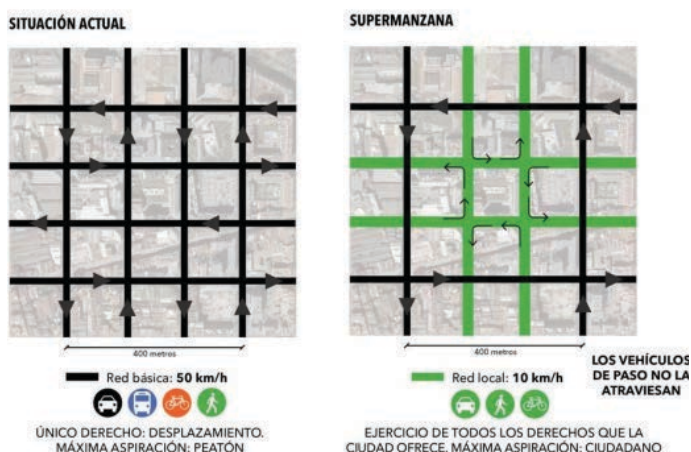 SITUACIÓN ACTUAL
400 metros
Red básica: 50 km/h
ÚNICO DERECHO: DESPLAZAMIENTO.
MÁXIMA ASPIRACIÓN: PEATÓN
SUPERMANZANA
400 metros
LOS VEHÍCULOS
DE PASO NO LA
ATRAVIESAN
Red local: 10 km/h
EJERCICIO DE TODOS LOS DERECHOS QUE LA
CIUDAD OFRECE. MÁXIMA ASPIRACIÓN: CIUDADANO